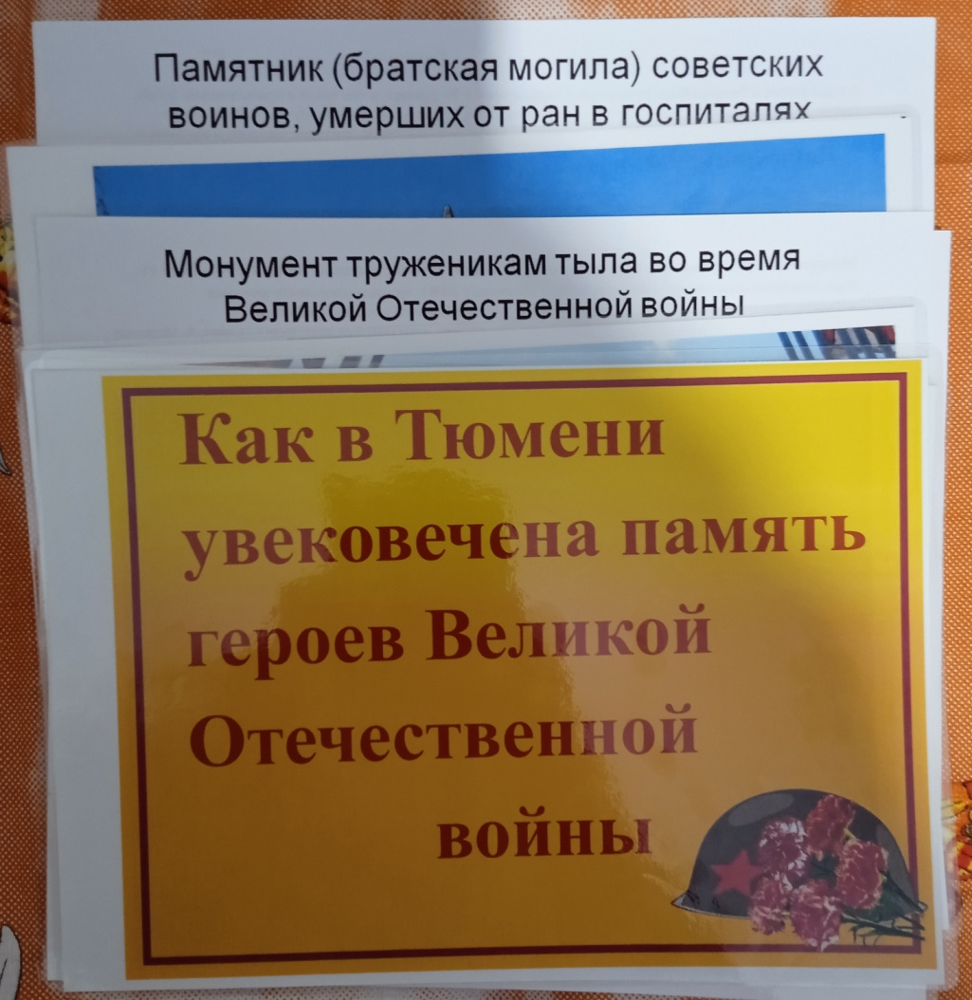 Памятник (братская могила) советских
воинов, умерших от ран в госпиталях
Монумент труженикам тыла во время
Великой Отечественной войны
Как в Тюмени
увековечена память
героев Великой
Отечественной
войны